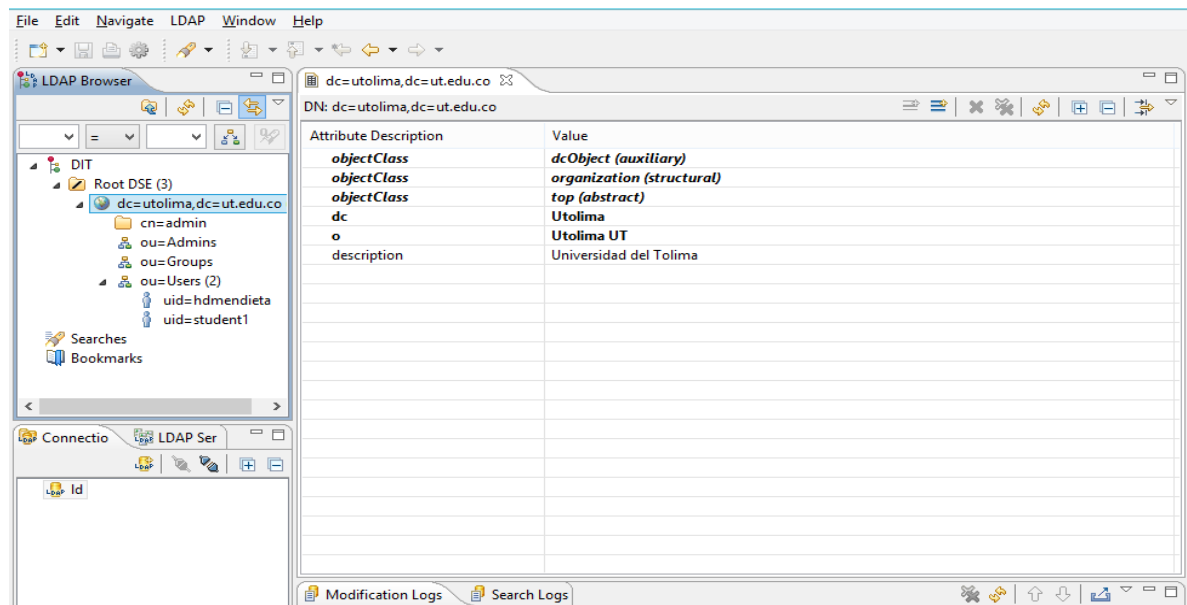 File Edit Navigate LDAP Window Help
LDAP Browser
=
DIT
Root DSE (3)
dc=utolima,dc=ut.edu.co
cn=admin
ou=Admins
ou=Groups
ou=Users (2)
uid=hdmendieta
uid=student1
Searches
Bookmarks
Connectio LDAP Ser
LDAP
LDAP ld
dc=utolima,dc=ut.edu.co
DN: dc=utolima,dc=ut.edu.co
Attribute Description Value
objectClass dcObject (auxiliary)
objectClass organization (structural)
objectClass top (abstract)
dc Utolima
o Utolima UT
description Universidad del Tolima
Modification Logs Search Logs